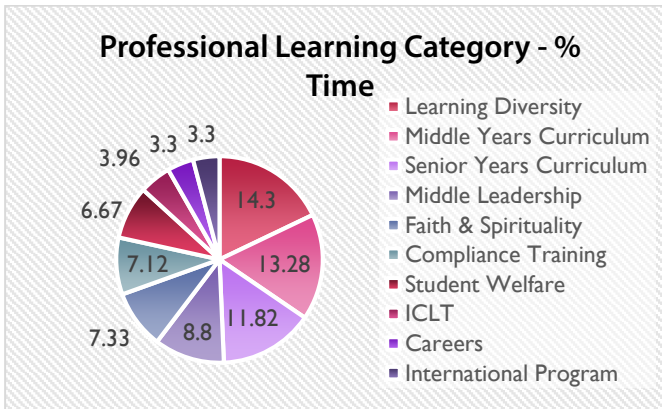 Professional Learning Category - %
Time
3.3
3.3
3.96
6.67
7.12
7.33
8.8
11.82
13.28
14.3
Learning Diversity
Middle Years Curriculum
Senior Years Curriculum
Middle Leadership
Faith & Spirituality
Compliance Training
Student Welfare
ICLT
Careers
International Program